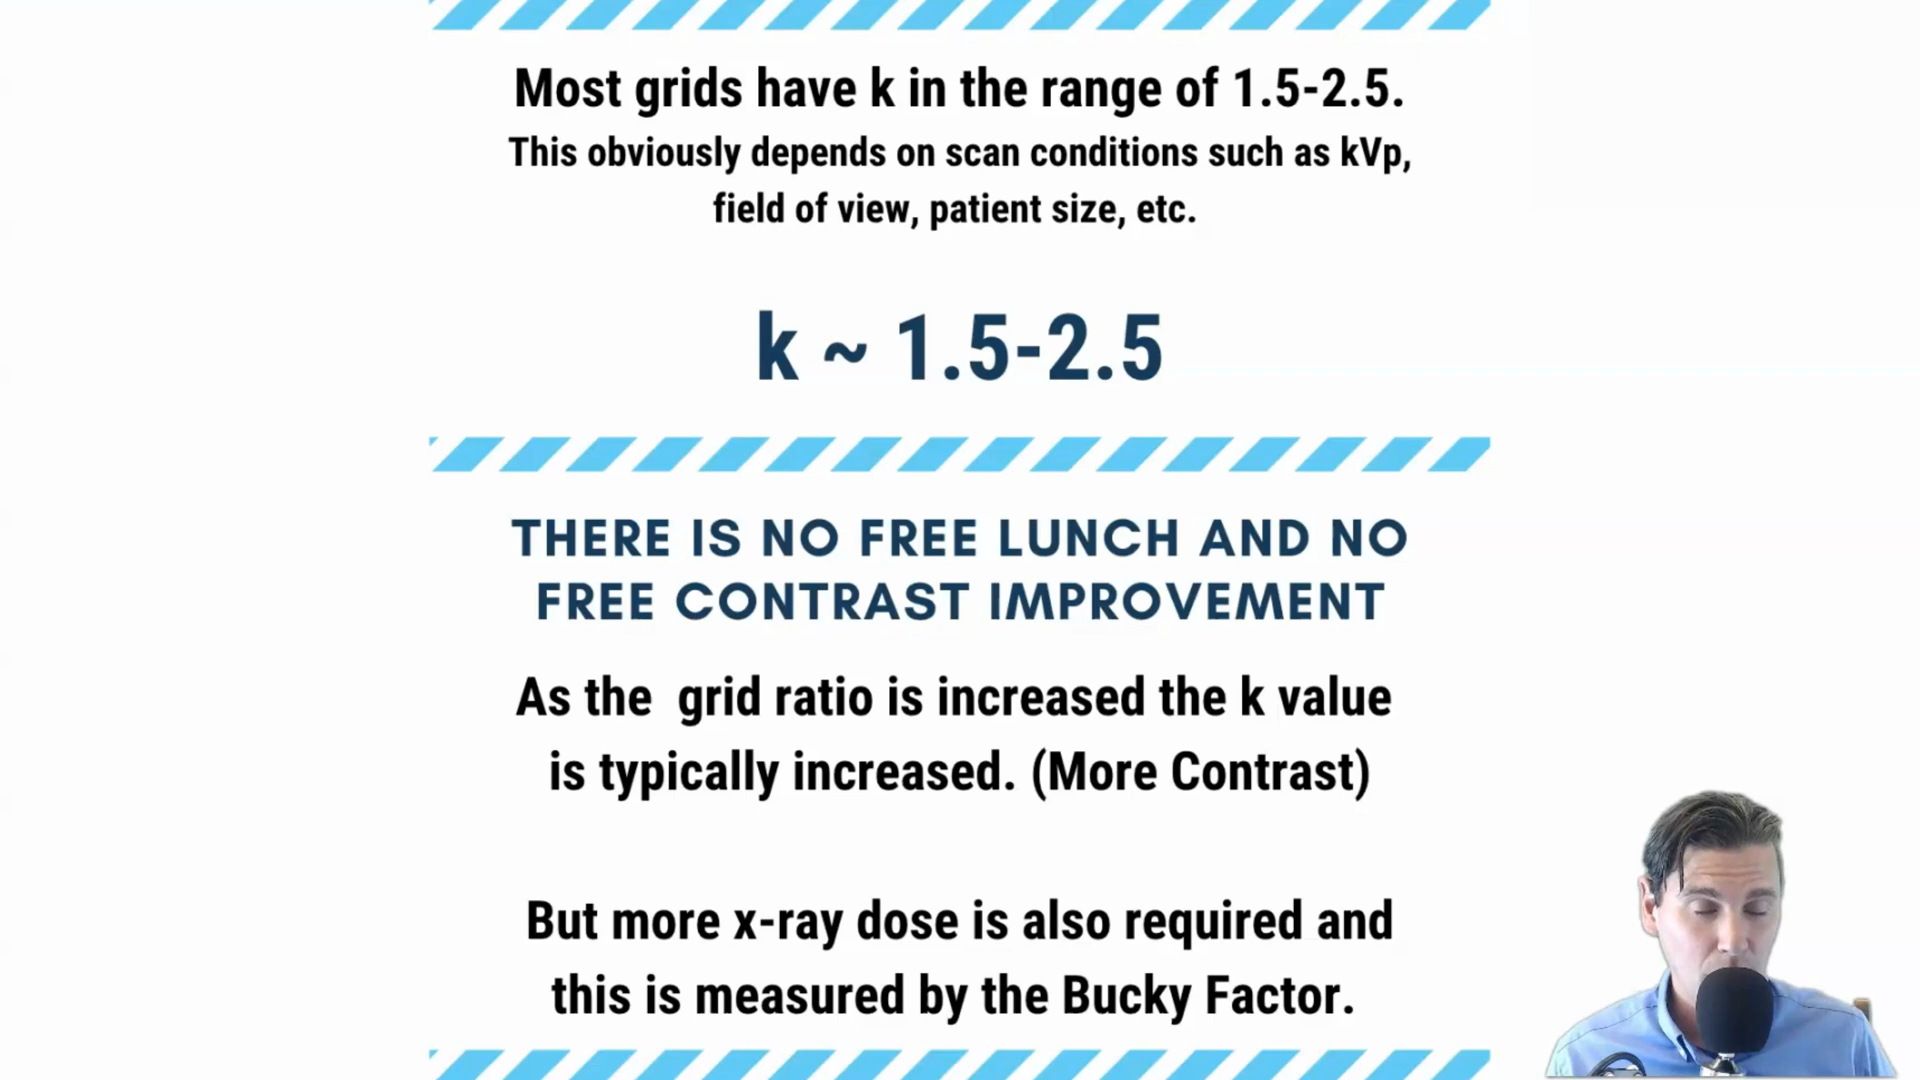 Most grids have k in the range of 1.5-2.5.
This obviously depends on scan conditions such as kVp,
field of view, patient size, etc.
k ~ 1.5-2.5
THERE IS NO FREE LUNCH AND NO
FREE CONTRAST IMPROVEMENT
As the  grid ratio is increased the k value
is typically increased. (More Contrast)
But more x-ray dose is also required and
this is measured by the Bucky Factor.